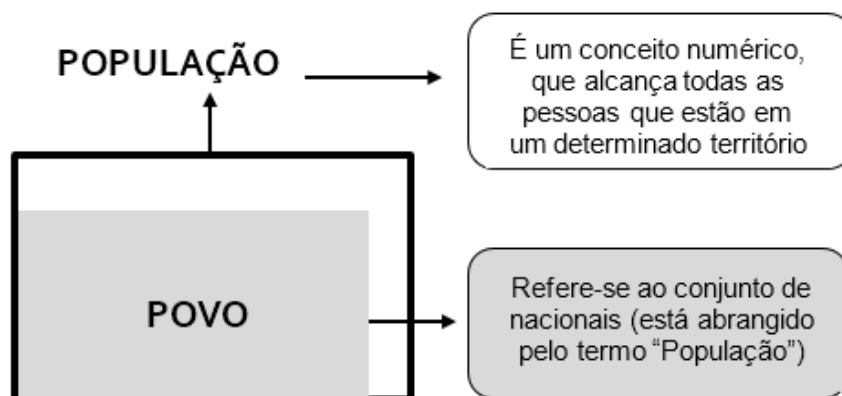 POPULAÇÃO
É um conceito numérico,
que alcança todas as
pessoas que estão em
um determinado território
POVO
Refere-se ao conjunto de
nacionais (está abrangido
pelo termo “População”)